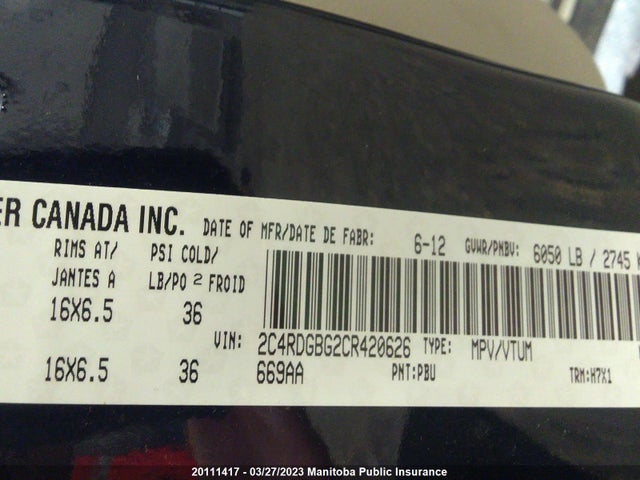 ER CANADA INC. DATE OF MFR/DATE DE FABR: 6-12 GVWR/PNBV: 6050 LB / 2745 K
RIMS AT/ PSI COLD/
JANTES A LB/PO 2 FROID
16X6.5 36
VIN: 2C4RDGBG2CR420626 TYPE: MPV/VTUM
16X6.5 36 669AA PNT:PBU TRM:H7X1
20111417 - 03/27/2023 Manitoba Public Insurance